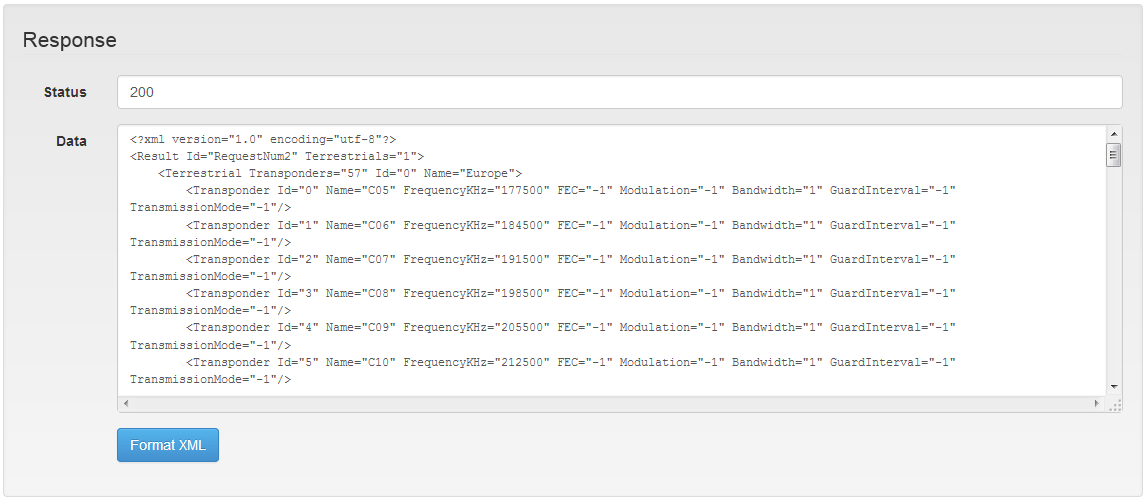 Response
Status
200
Data
<?xml version="1.0" encoding="utf-8"?>
<Result Id="RequestNum2" Terrestrials="1">
    <Terrestrial Transponders="57" Id="0" Name="Europe">
        <Transponder Id="0" Name="C05" FrequencyKHz="177500" FEC="-1" Modulation="-1" Bandwidth="1" GuardInterval="-1"
TransmissionMode="-1"/>
        <Transponder Id="1" Name="C06" FrequencyKHz="184500" FEC="-1" Modulation="-1" Bandwidth="1" GuardInterval="-1"
TransmissionMode="-1"/>
        <Transponder Id="2" Name="C07" FrequencyKHz="191500" FEC="-1" Modulation="-1" Bandwidth="1" GuardInterval="-1"
TransmissionMode="-1"/>
        <Transponder Id="3" Name="C08" FrequencyKHz="198500" FEC="-1" Modulation="-1" Bandwidth="1" GuardInterval="-1"
TransmissionMode="-1"/>
        <Transponder Id="4" Name="C09" FrequencyKHz="205500" FEC="-1" Modulation="-1" Bandwidth="1" GuardInterval="-1"
TransmissionMode="-1"/>
        <Transponder Id="5" Name="C10" FrequencyKHz="212500" FEC="-1" Modulation="-1" Bandwidth="1" GuardInterval="-1"
TransmissionMode="-1"/>
Format XML